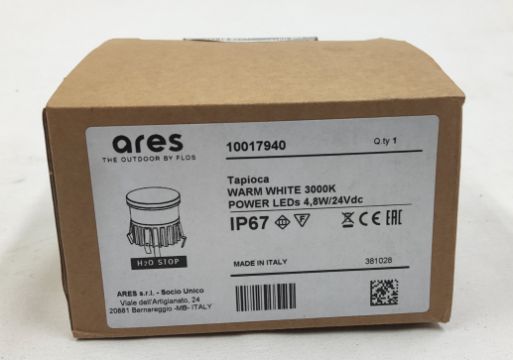 ares
THE OUTDOOR BY FLOS
10017940
Q.ty 1
Tapioca
WARM WHITE 3000K
POWER LEDs 4,8W/24Vdc
IP67
F
CE EAC
H2O STOP
MADE IN ITALY
381028
ARES s.r.l. - Socio Unico
Viale dell'Artigianato, 24
20881 Bernareggio -MB- ITALY